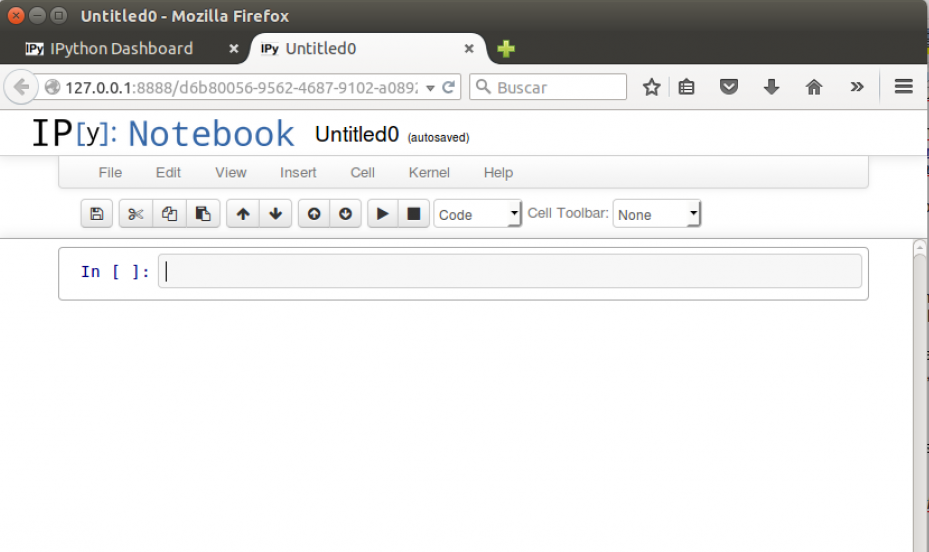 Untitled0 - Mozilla Firefox
IPy IPython Dashboard IPy Untitled0
127.0.0.1:8888/d6b80056-9562-4687-9102-a089 Buscar
IP[y]: Notebook Untitled0 (autosaved)
File Edit View Insert Cell Kernel Help
Code Cell Toolbar: None
In [ ]: